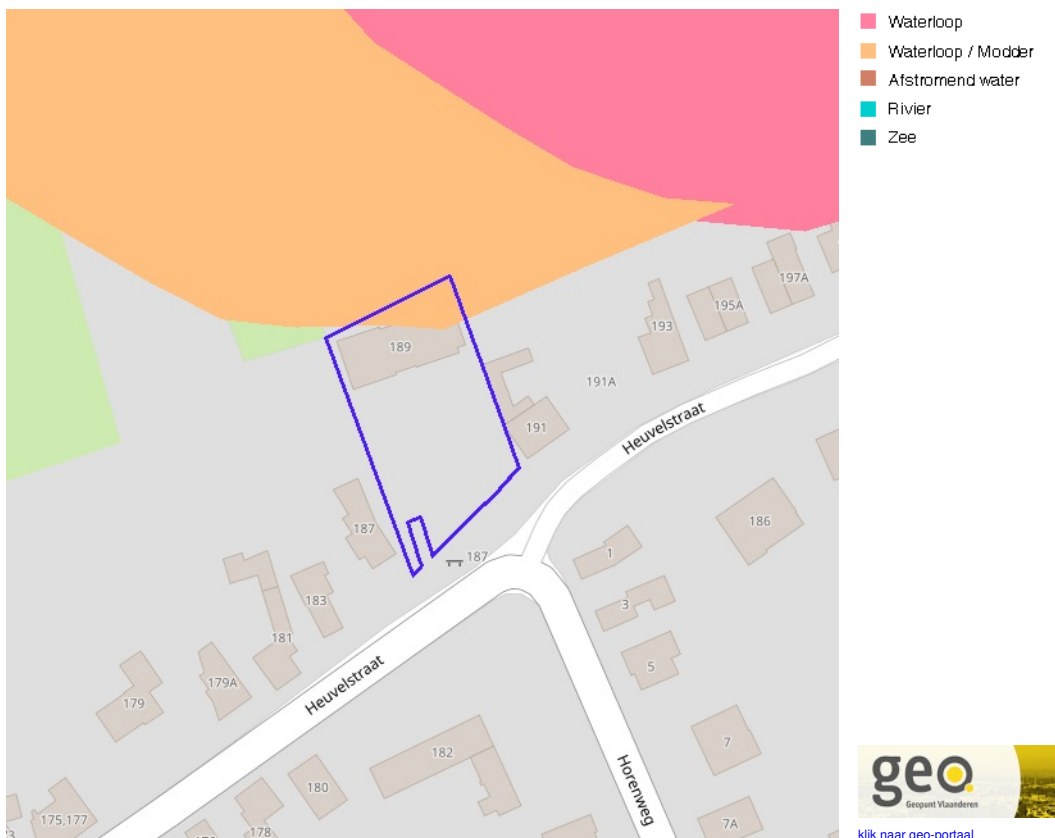 Waterloop
Waterloop / Modder
Afstromend water
Rivier
Zee
197A
195A
193
189
191A
191
Heuvelstraat
187
186
187
1
183
3
181
5
179A
179
Heuvelstraat
182
7
180
Horenweg
175,177
178
7A
geo.
Geopunt Vlaanderen
klik naar geo-portaal